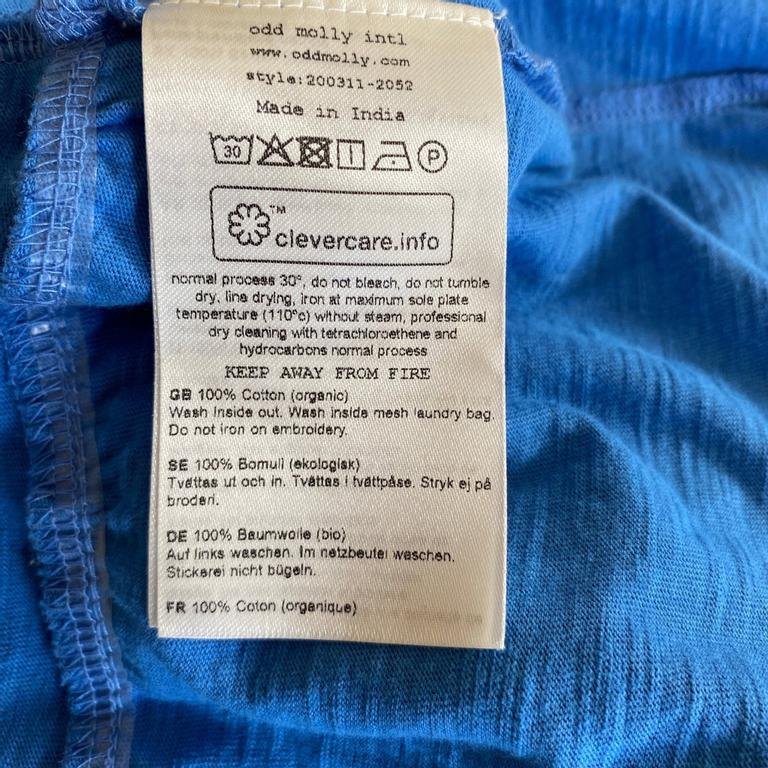 odd molly intl
www.oddmolly.com
style:200311-2052
Made in India
30 P
™
clevercare.info
normal process 30°, do not bleach, do not tumble
dry, line drying, iron at maximum sole plate
temperature (110°c) without steam, professional
dry cleaning with tetrachloroethene and
hydrocarbons normal process
KEEP AWAY FROM FIRE
GB 100% Cotton (organic)
Wash Inside out. Wash inside mesh laundry bag.
Do not iron on embroidery.
SE 100% Bomull (ekologisk)
Tvättas ut och in. Tvättas i tvättpåse. Stryk ej på
broderi.
DE 100% Baumwolle (bio)
Auf links waschen. Im netzbeutel waschen.
Stickerei nicht bügeln.
FR 100% Coton (organique)